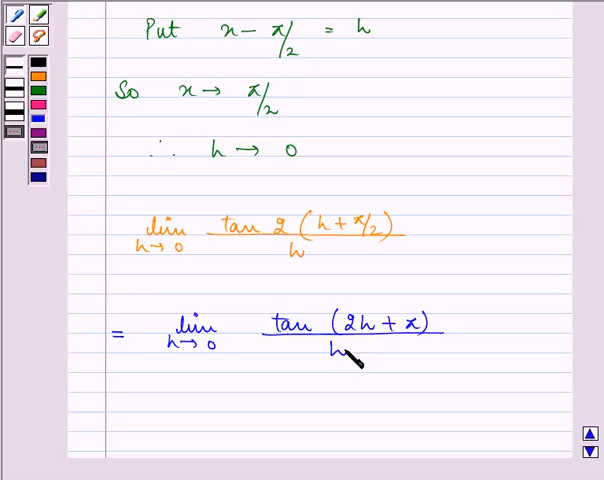 Put x - π/2 = h
So x → π/2
∴ h → 0
lim h→0 tan 2 (h + π/2) / h
= lim h→0 tan (2h + π) / h